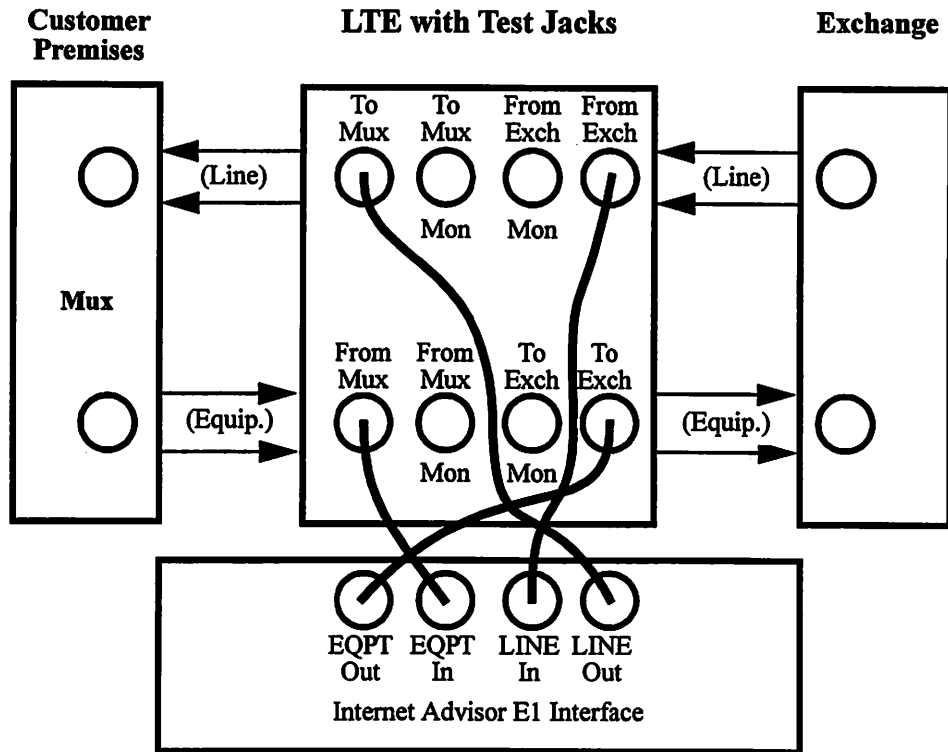 Customer
Premises
LTE with Test Jacks
Exchange
To
Mux
To
Mux
From
Exch
From
Exch
(Line)
(Line)
Mon
Mon
Mux
From
Mux
From
Mux
To
Exch
To
Exch
(Equip.)
(Equip.)
Mon
Mon
EQPT
Out
EQPT
In
LINE
In
LINE
Out
Internet Advisor E1 Interface